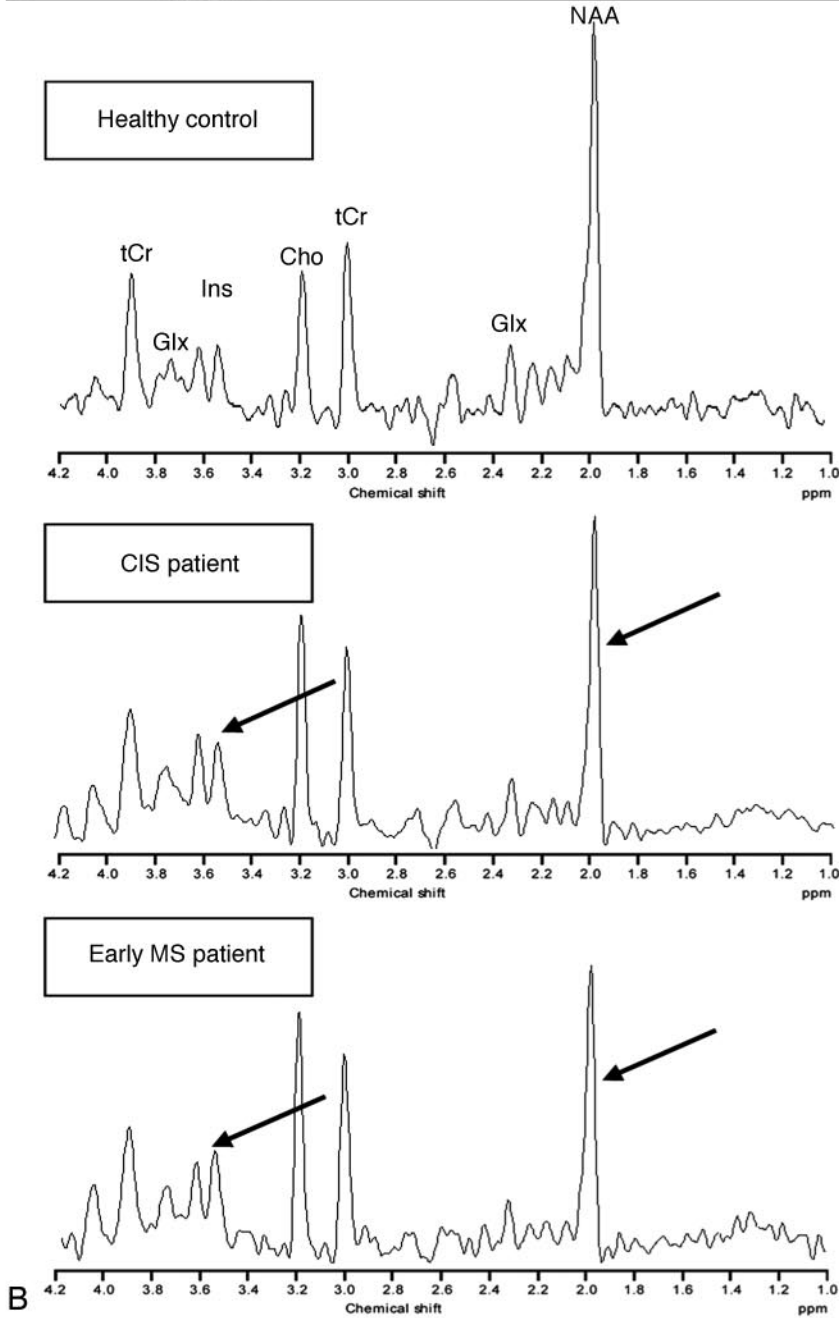 NAA
Healthy control
tCr
tCr
Cho
Ins
Glx
Glx
4.2 4.0 3.8 3.6 3.4 3.2 3.0 2.8 2.6 2.4 2.2 2.0 1.8 1.6 1.4 1.2 1.0
Chemical shift ppm
CIS patient
4.2 4.0 3.8 3.6 3.4 3.2 3.0 2.8 2.6 2.4 2.2 2.0 1.8 1.6 1.4 1.2 1.0
Chemical shift ppm
Early MS patient
4.2 4.0 3.8 3.6 3.4 3.2 3.0 2.8 2.6 2.4 2.2 2.0 1.8 1.6 1.4 1.2 1.0
Chemical shift ppm
B